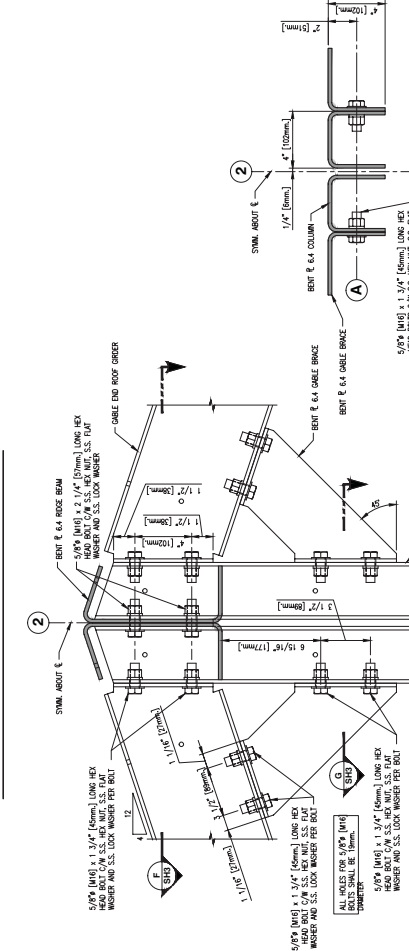 2
SYMM. ABOUT ℄
BENT ℞ 6.4 RIDGE BEAM
5/8"ø [M16] x 2 1/4" [57mm.] LONG HEX
HEAD BOLT C/W S.S. HEX NUT, S.S. FLAT
WASHER AND S.S. LOCK WASHER
GABLE END ROOF GIRDER
5/8"ø [M16] x 1 3/4" [45mm.] LONG HEX
HEAD BOLT C/W S.S. HEX NUT, S.S. FLAT
WASHER AND S.S. LOCK WASHER PER BOLT
12
4
F
SH3
4" [102mm.]
1 1/2" [38mm.]
1 1/2" [38mm.]
1 1/16" [27mm.]
3 1/2" [89mm.]
1 1/16" [27mm.]
6 15/16" [177mm.]
3 1/2" [89mm.]
45°
BENT ℞ 6.4 GABLE BRACE
G
SH3
5/8"ø [M16] x 1 3/4" [45mm.] LONG HEX
HEAD BOLT C/W S.S. HEX NUT, S.S. FLAT
WASHER AND S.S. LOCK WASHER PER BOLT
ALL HOLES FOR 5/8"ø [M16]
BOLTS SHALL BE 19mm.
DIAMETER
5/8"ø [M16] x 1 3/4" [45mm.] LONG HEX
HEAD BOLT C/W S.S. HEX NUT, S.S. FLAT
WASHER AND S.S. LOCK WASHER PER BOLT
2
SYMM. ABOUT ℄
1/4" [6mm.]
4" [102mm.]
2" [51mm.]
4" [102mm.]
BENT ℞ 6.4 COLUMN
A
BENT ℞ 6.4 GABLE BRACE
5/8"ø [M16] x 1 3/4" [45mm.] LONG HEX